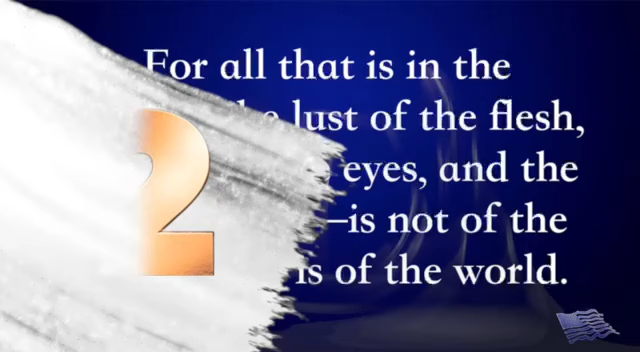 For all that is in the
lust of the flesh,
eyes, and the
2
—is not of the
is of the world.